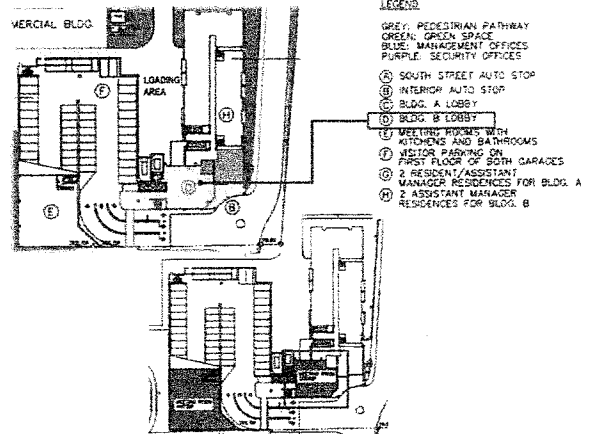 LEGEND
MERCIAL BLDG.
GREY: PEDESTRIAN PATHWAY
GREEN: GREEN SPACE
BLUE: MANAGEMENT OFFICES
PURPLE: SECURITY OFFICES
A SOUTH STREET AUTO STOP
B INTERIOR AUTO STOP
C BLDG. A LOBBY
D BLDG. B LOBBY
E MEETING ROOMS WITH
KITCHENS AND BATHROOMS
F VISITOR PARKING ON
FIRST FLOOR OF BOTH GARAGES
G 2 RESIDENT/ASSISTANT
MANAGER RESIDENCES FOR BLDG. A
H 2 ASSISTANT MANAGER
RESIDENCES FOR BLDG. B
LOADING
AREA
F
H
D
E
B